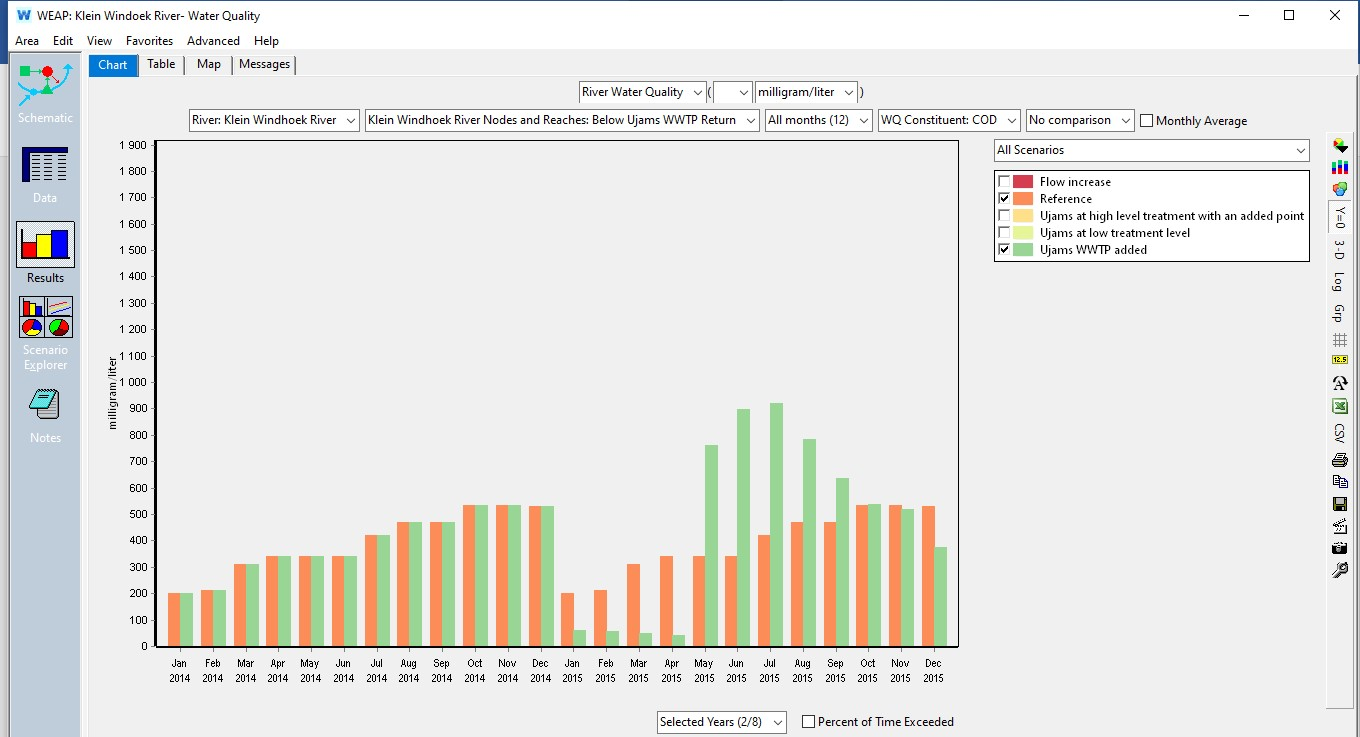 WEAP: Klein Windoek River- Water Quality
Area Edit View Favorites Advanced Help
Chart Table Map Messages
River Water Quality ( milligram/liter )
River: Klein Windhoek River Klein Windhoek River Nodes and Reaches: Below Ujams WWTP Return All months (12) WQ Constituent: COD No comparison Monthly Average
Schematic
Data
Results
Scenario
Explorer
Notes
All Scenarios
Flow increase
Reference
Ujams at high level treatment with an added point
Ujams at low treatment level
Ujams WWTP added
1 900
1 800
1 700
1 600
1 500
1 400
1 300
1 200
1 100
1 000
900
800
700
600
500
400
300
200
100
0
milligram/liter
Jan Feb Mar Apr May Jun Jul Aug Sep Oct Nov Dec Jan Feb Mar Apr May Jun Jul Aug Sep Oct Nov Dec
2014 2014 2014 2014 2014 2014 2014 2014 2014 2014 2014 2014 2015 2015 2015 2015 2015 2015 2015 2015 2015 2015 2015 2015
Selected Years (2/8) Percent of Time Exceeded
Y=0
3-D
Log
Grp
12.5
A
CSV